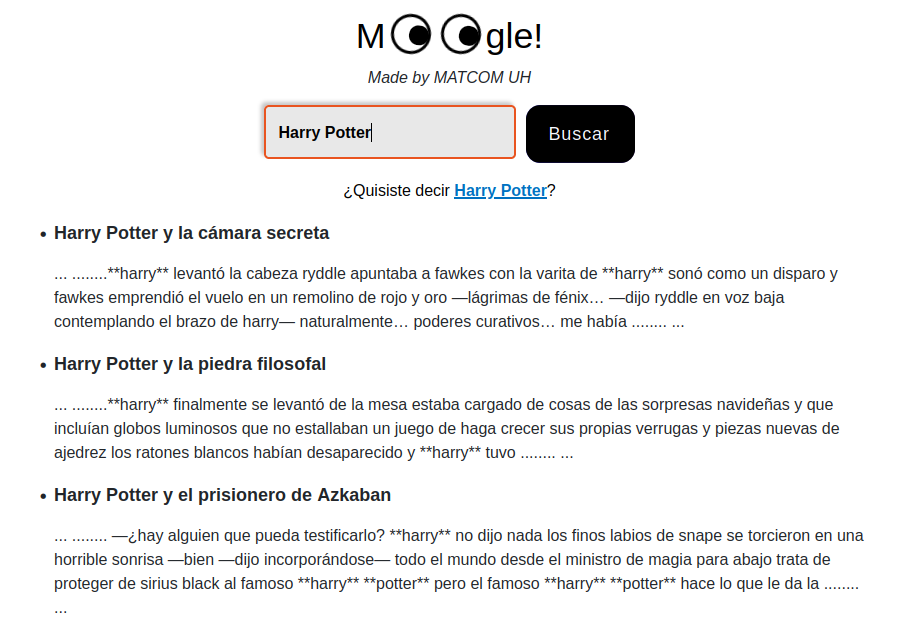 Moogle!
Made by MATCOM UH
Harry Potter
Buscar
¿Quisiste decir Harry Potter?
• Harry Potter y la cámara secreta
... ........**harry** levantó la cabeza ryddle apuntaba a fawkes con la varita de **harry** sonó como un disparo y
fawkes emprendió el vuelo en un remolino de rojo y oro —lágrimas de fénix… —dijo ryddle en voz baja
contemplando el brazo de harry— naturalmente… poderes curativos… me había ........ ...
• Harry Potter y la piedra filosofal
... ........**harry** finalmente se levantó de la mesa estaba cargado de cosas de las sorpresas navideñas y que
incluían globos luminosos que no estallaban un juego de haga crecer sus propias verrugas y piezas nuevas de
ajedrez los ratones blancos habían desaparecido y **harry** tuvo ........ ...
• Harry Potter y el prisionero de Azkaban
... ........ —¿hay alguien que pueda testificarlo? **harry** no dijo nada los finos labios de snape se torcieron en una
horrible sonrisa —bien —dijo incorporándose— todo el mundo desde el ministro de magia para abajo trata de
proteger de sirius black al famoso **harry** **potter** pero el famoso **harry** **potter** hace lo que le da la ........
...